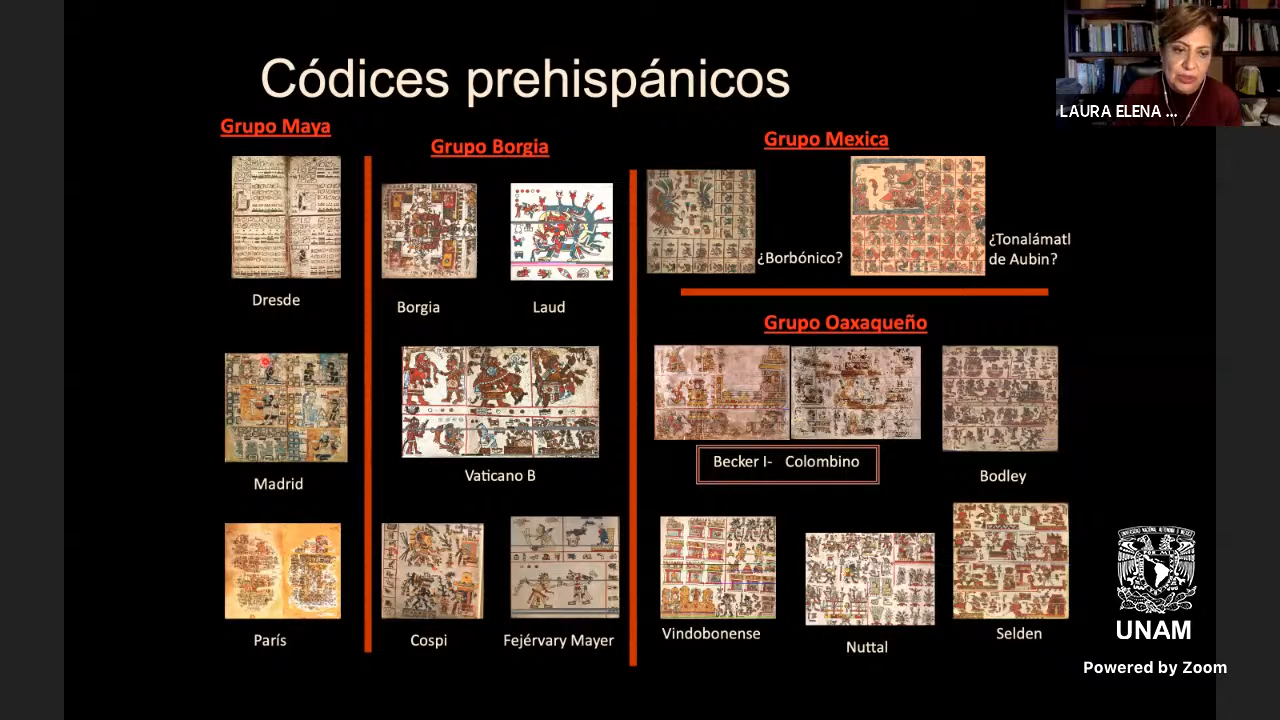 Códices prehispánicos
LAURA ELENA ...
Grupo Maya
Dresde
Madrid
París
Grupo Borgia
Borgia
Laud
Vaticano B
Cospi
Fejérvary Mayer
Grupo Mexica
¿Borbónico?
¿Tonalámatl
de Aubin?
Grupo Oaxaqueño
Becker I- Colombino
Bodley
Vindobonense
Nuttal
Selden
UNAM
Powered by Zoom